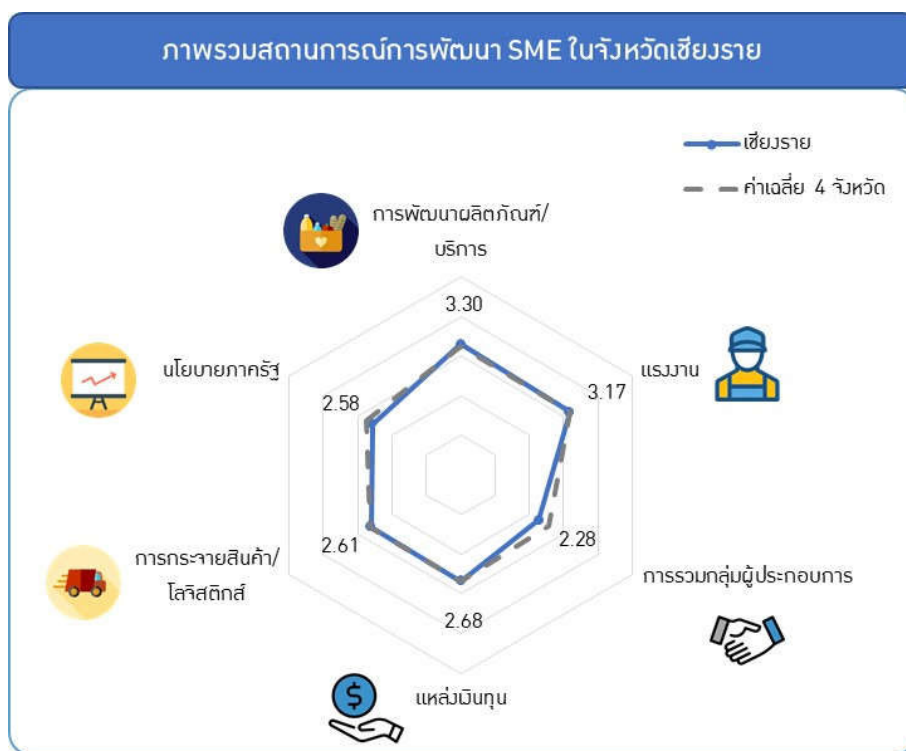 ภาพรวมสถานการณ์การพัฒนา SME ในจังหวัดเชียงราย
เชียงราย
ค่าเฉลี่ย 4 จังหวัด
การพัฒนาผลิตภัณฑ์/
บริการ
3.30
แรงงาน
3.17
นโยบายภาครัฐ
2.58
การกระจายสินค้า/
โลจิสติกส์
2.61
2.28
การรวมกลุ่มผู้ประกอบการ
2.68
แหล่งเงินทุน
$